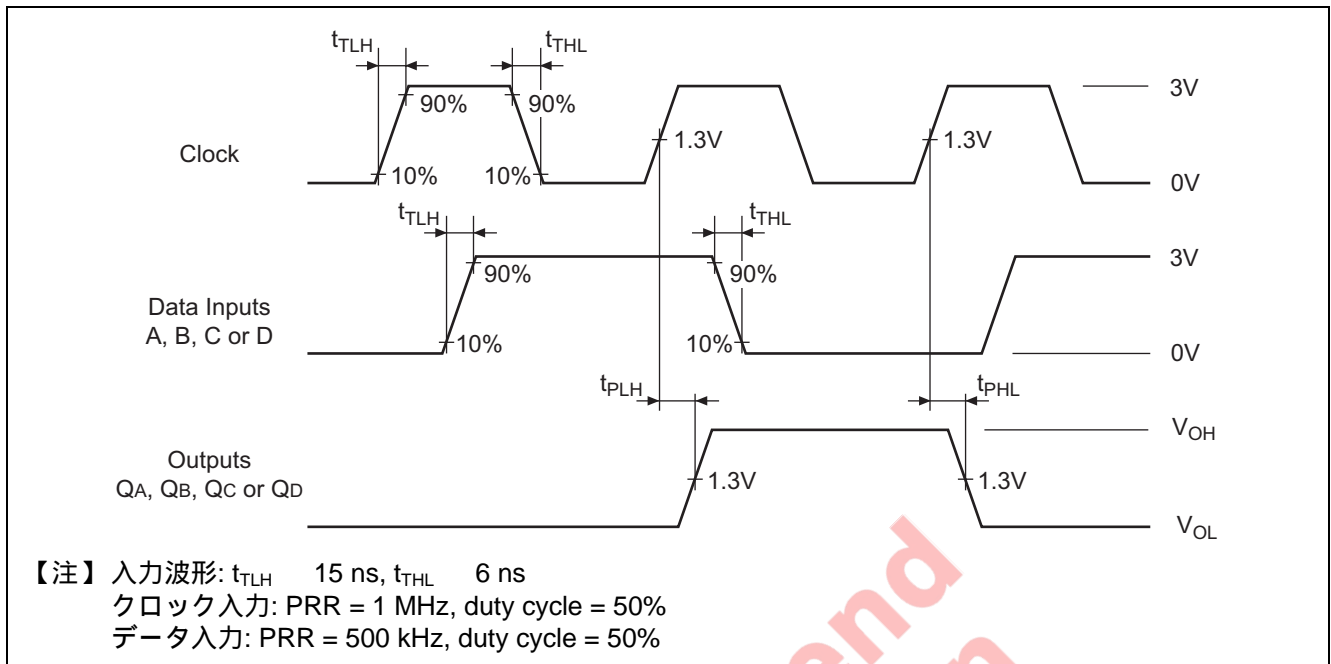 tTLH
tTHL
90%
90%
3V
Clock
1.3V
1.3V
10%
10%
0V
tTLH
tTHL
90%
3V
Data Inputs
A, B, C or D
10%
10%
0V
tPLH
tPHL
VOH
Outputs
QA, QB, QC or QD
1.3V
1.3V
VOL
【注】 入力波形: tTLH 15 ns, tTHL 6 ns
クロック入力: PRR = 1 MHz, duty cycle = 50%
データ入力: PRR = 500 kHz, duty cycle = 50%
end